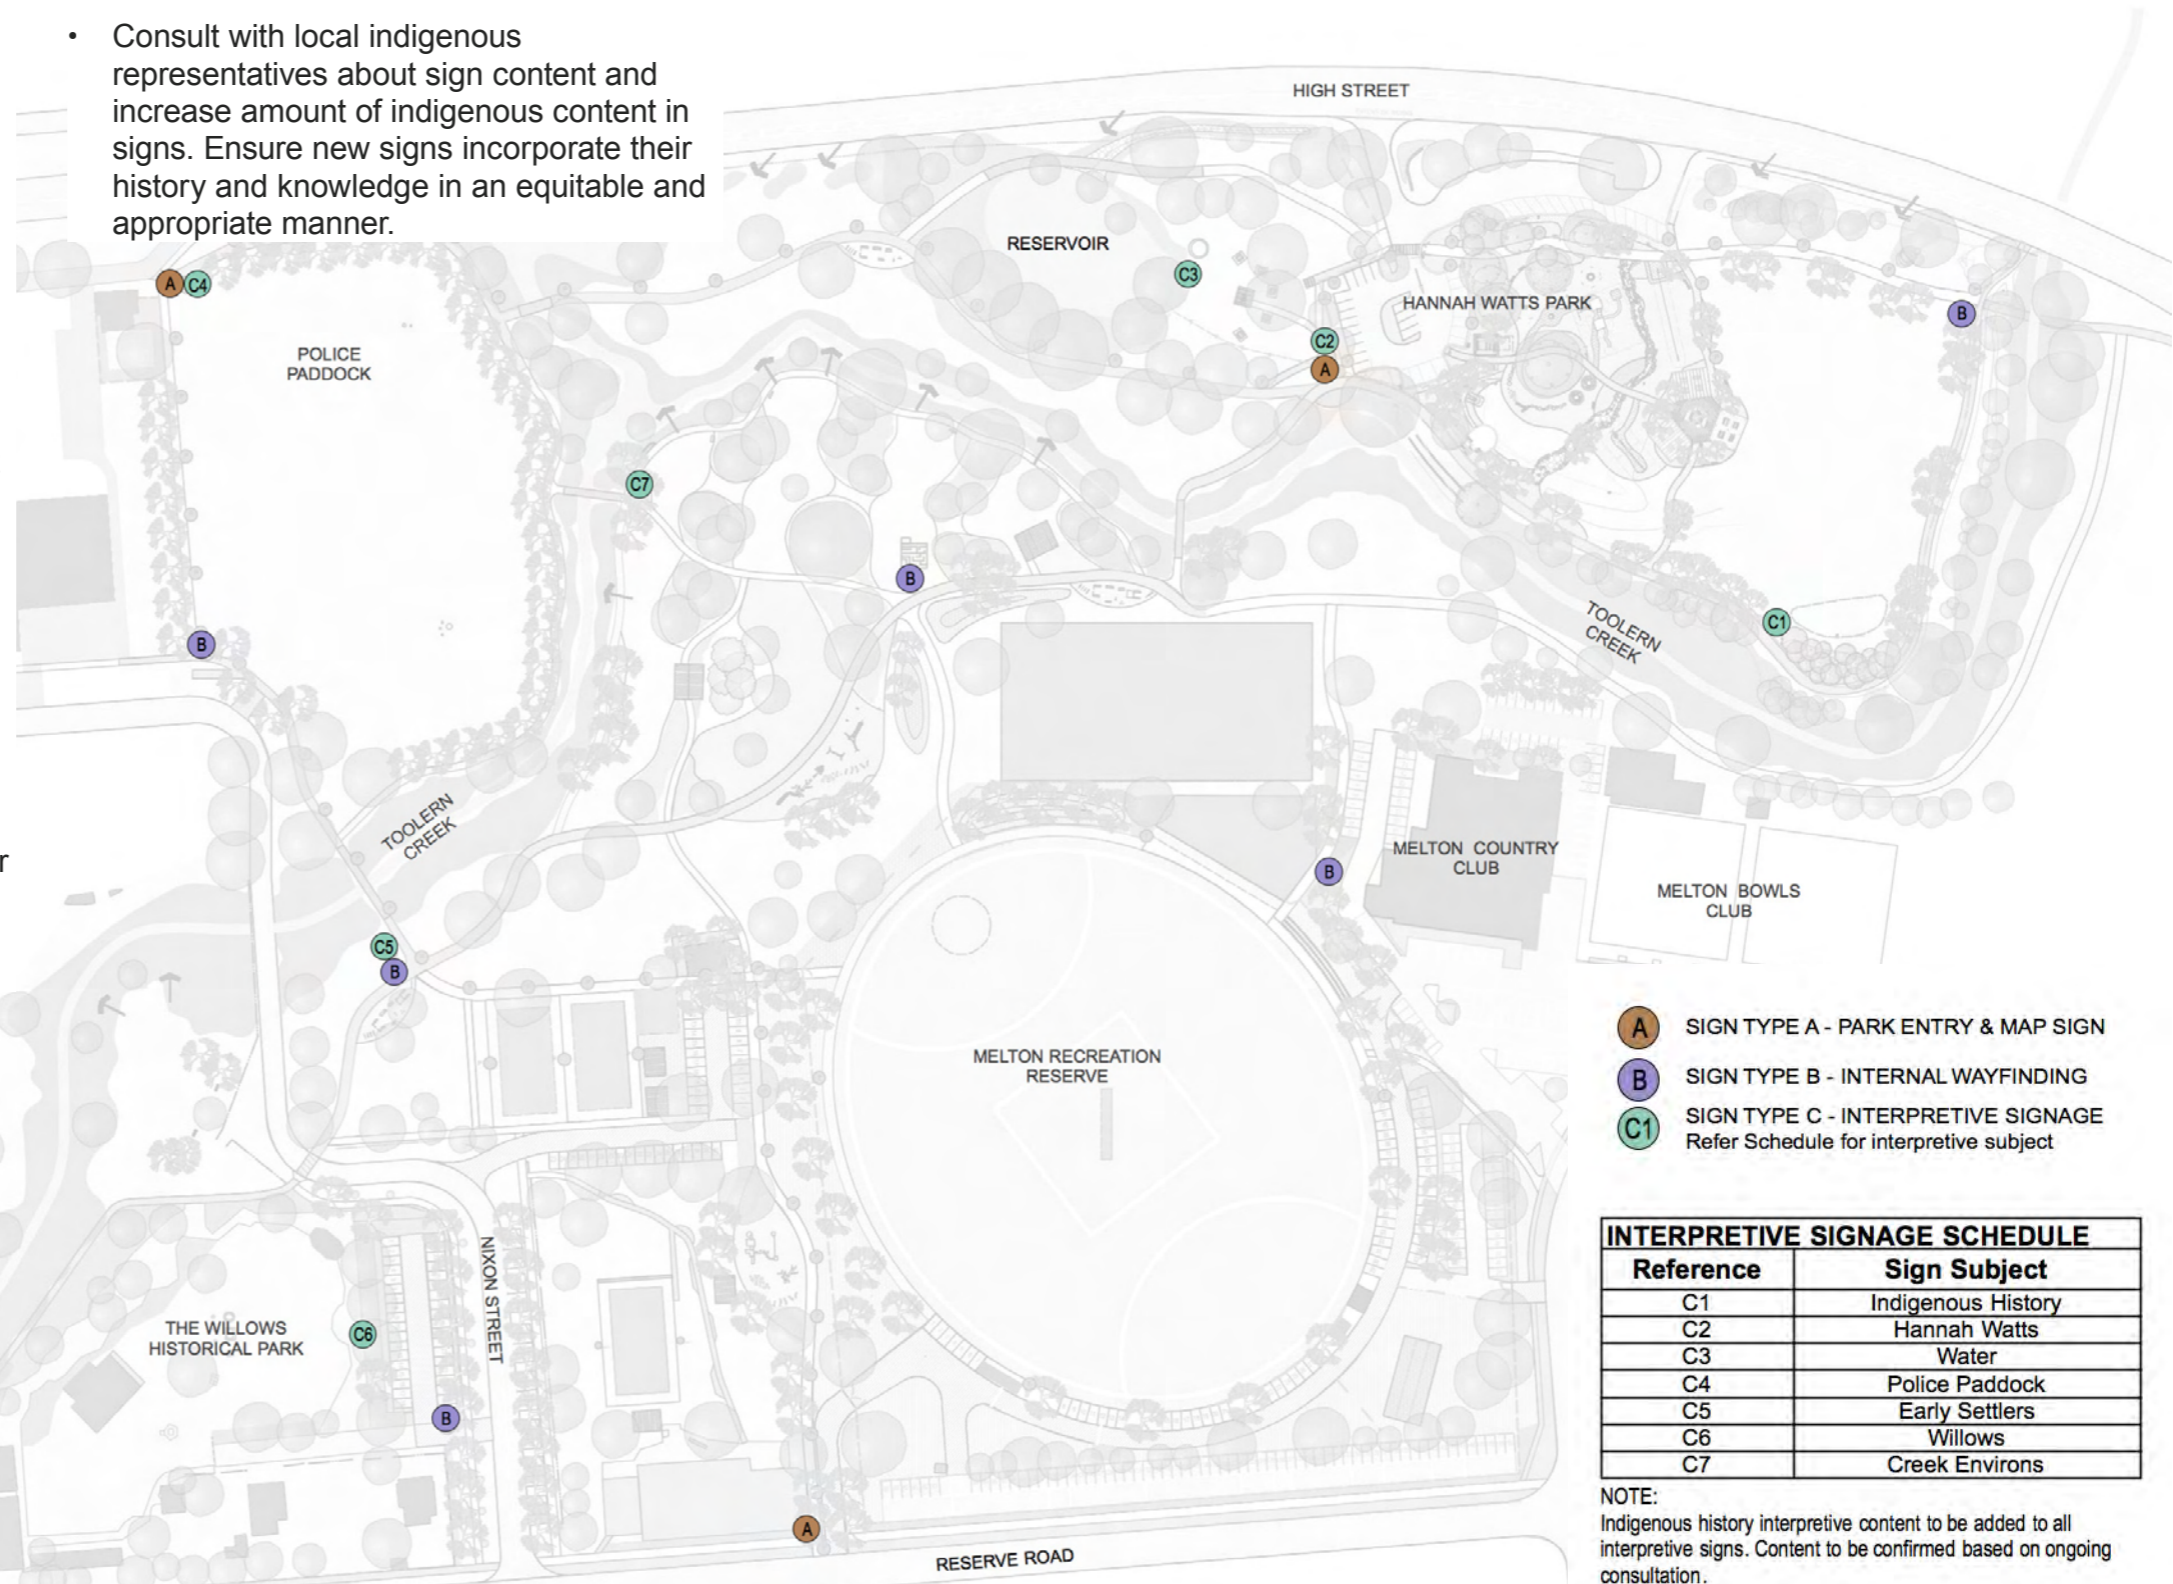 • Consult with local indigenous
representatives about sign content and
increase amount of indigenous content in
signs. Ensure new signs incorporate their
history and knowledge in an equitable and
appropriate manner.
HIGH STREET
RESERVOIR
C3
A
C4
HANNAH WATTS PARK
B
C2
A
POLICE
PADDOCK
C7
B
TOOLERN
CREEK
C1
B
TOOLERN
CREEK
r
MELTON COUNTRY
CLUB
B
MELTON BOWLS
CLUB
C5
B
MELTON RECREATION
RESERVE
NIXON STREET
THE WILLOWS
HISTORICAL PARK
C6
B
A
RESERVE ROAD
A SIGN TYPE A - PARK ENTRY & MAP SIGN
B SIGN TYPE B - INTERNAL WAYFINDING
C1 SIGN TYPE C - INTERPRETIVE SIGNAGE
Refer Schedule for interpretive subject
INTERPRETIVE SIGNAGE SCHEDULE
Reference Sign Subject
C1 Indigenous History
C2 Hannah Watts
C3 Water
C4 Police Paddock
C5 Early Settlers
C6 Willows
C7 Creek Environs
NOTE:
Indigenous history interpretive content to be added to all
interpretive signs. Content to be confirmed based on ongoing
consultation.